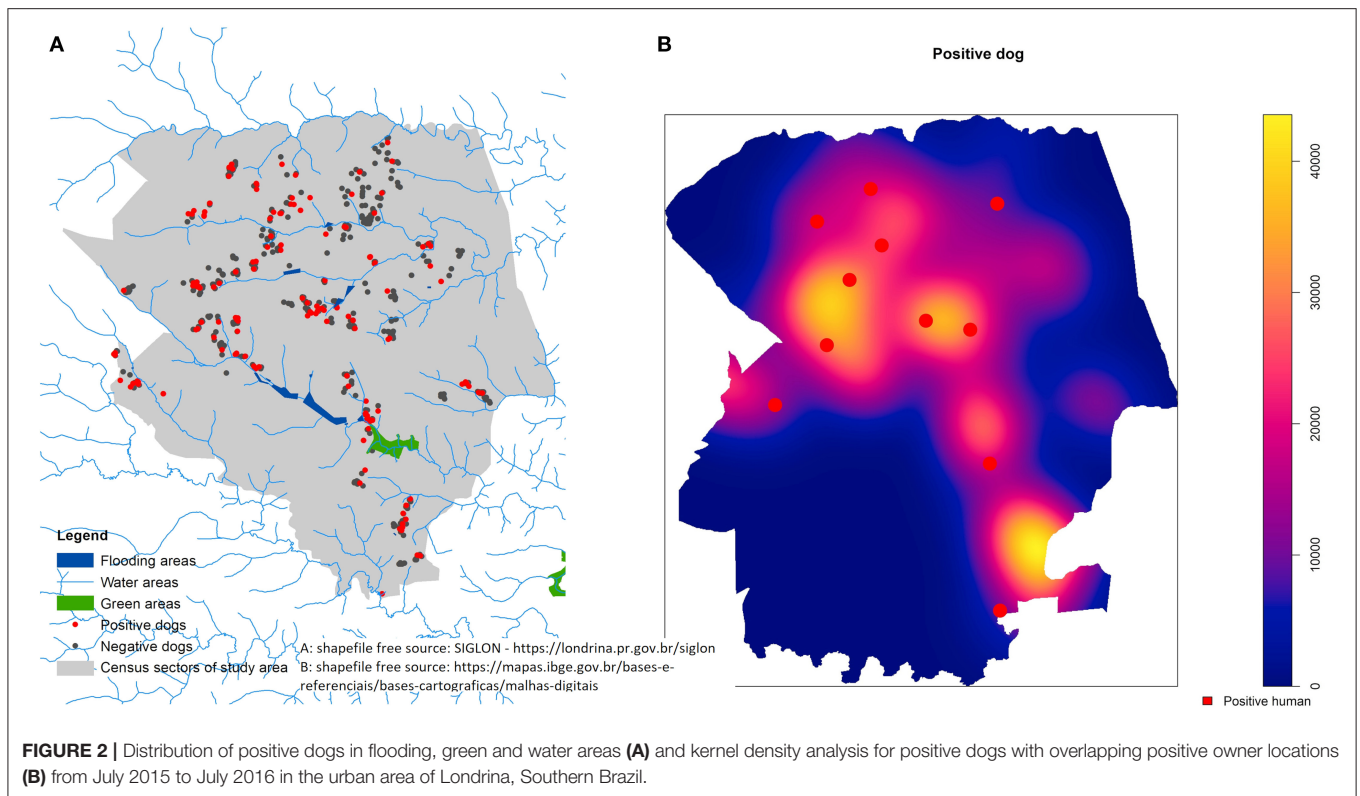 A
B
Positive dog
40000
30000
20000
10000
0
Legend
Flooding areas
Water areas
Green areas
Positive dogs
Negative dogs
Census sectors of study area
A: shapefile free source: SIGLON - https://londrina.pr.gov.br/siglon
B: shapefile free source: https://mapas.ibge.gov.br/bases-e-
referenciais/bases-cartograficas/malhas-digitais
Positive human
FIGURE 2 | Distribution of positive dogs in flooding, green and water areas (A) and kernel density analysis for positive dogs with overlapping positive owner locations
(B) from July 2015 to July 2016 in the urban area of Londrina, Southern Brazil.